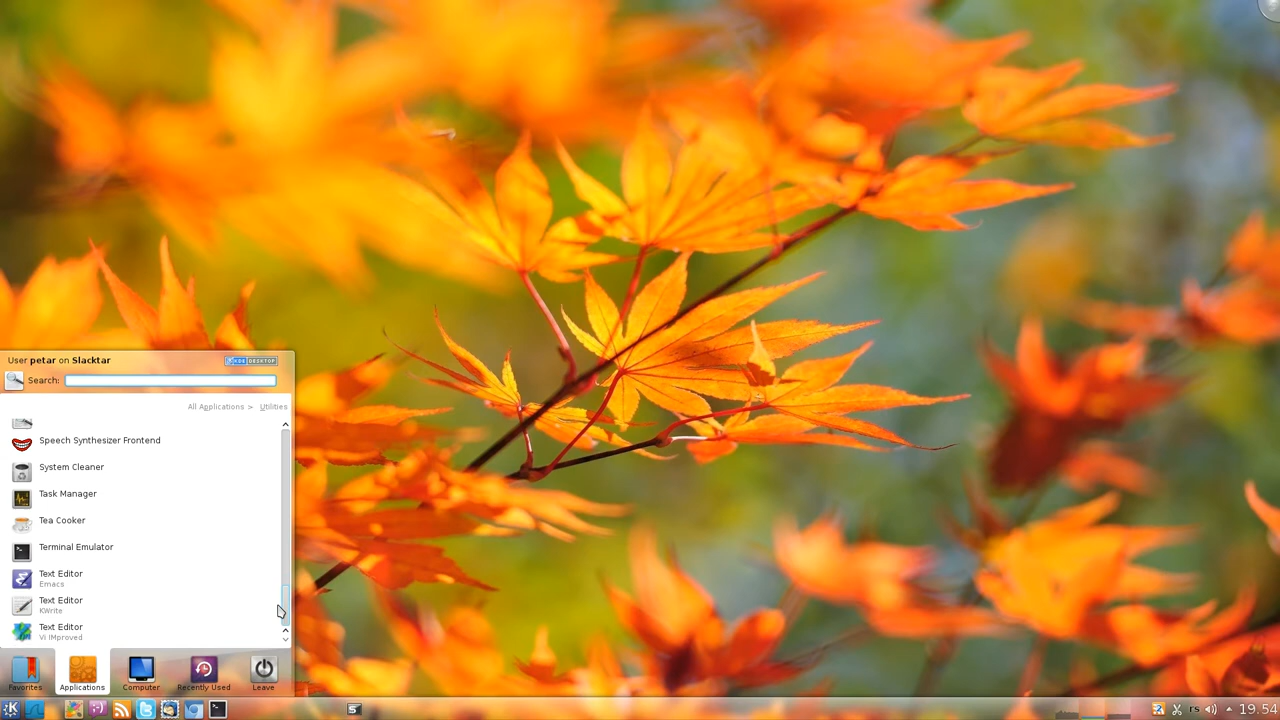 User petar on Slacktar
KDE DESKTOP
Search:
All Applications > Utilities
Speech Synthesizer Frontend
System Cleaner
Task Manager
Tea Cooker
Terminal Emulator
Text Editor
Emacs
Text Editor
KWrite
Text Editor
Vi IMproved
Favorites
Applications
Computer
Recently Used
Leave
rs
19.54